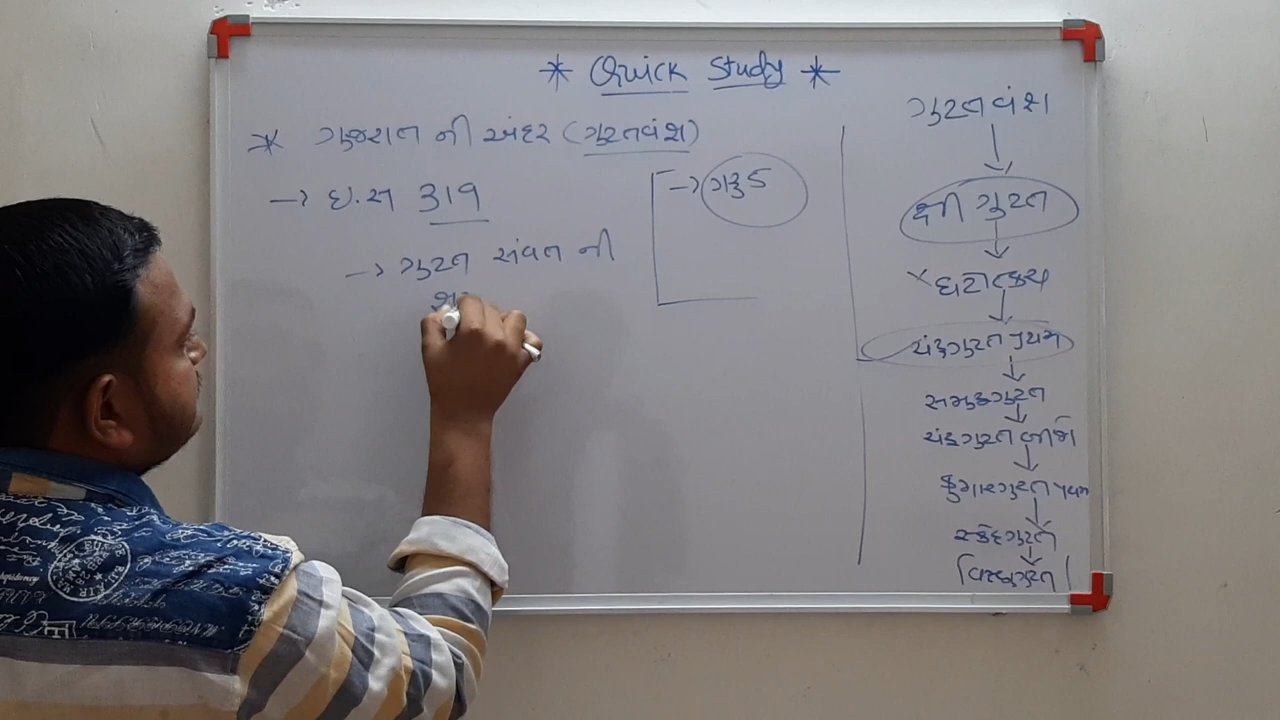 * Quick Study *
* ગુજરાત ની અંદર (ગુપ્તવંશ)
→ ઇ.સ 319
→ ગુપ્ત સંવત ની
શ
→ ગરુડ
ગુપ્તવંશ
શ્રી ગુપ્ત
ઘટોત્કચ
ચંદ્રગુપ્ત પ્રથમ
સમુદ્રગુપ્ત
ચંદ્રગુપ્ત બીજો
કુમારગુપ્ત પ્રથમ
સ્કંદગુપ્ત
વિષ્ણુગુપ્ત